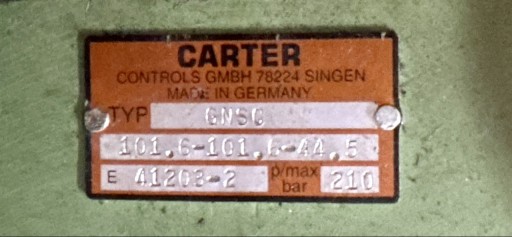 CARTER
CONTROLS GMBH 78224 SINGEN
MADE IN GERMANY
TYP GNSC
101.6-101.6-44.5
E 41203-2 p/max bar 210